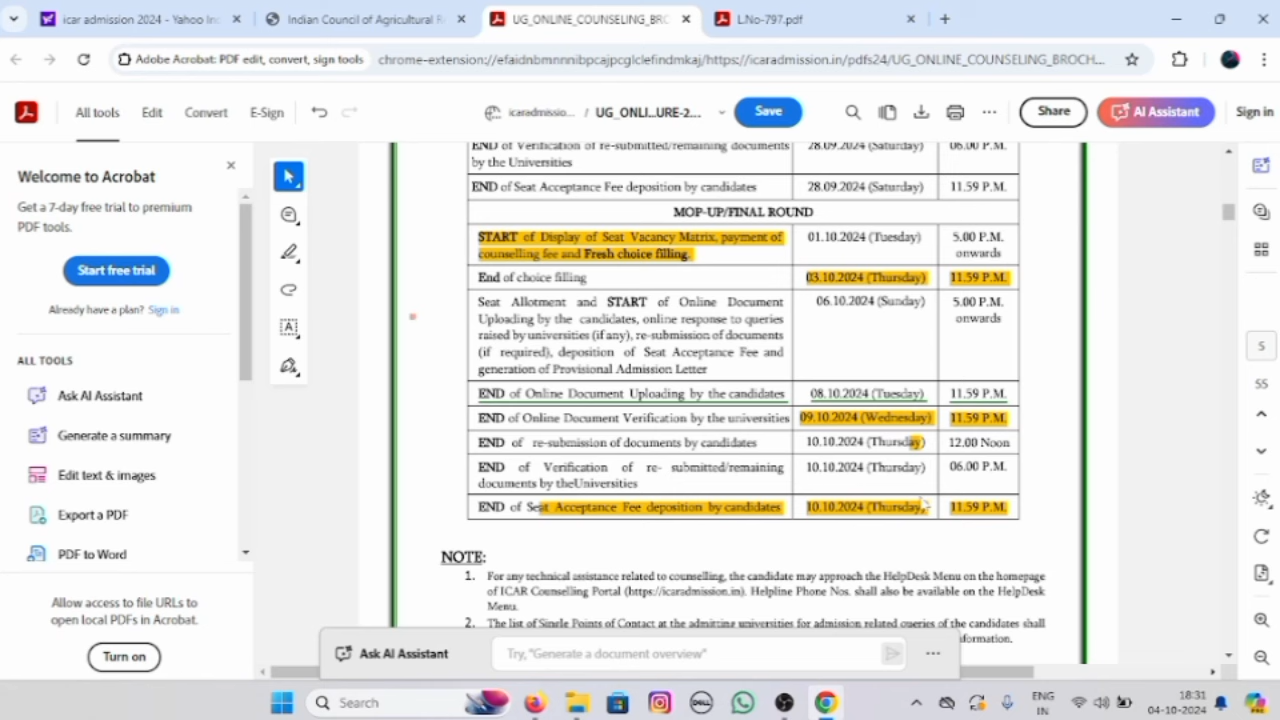 icar admission 2024 - Yahoo In
Indian Council of Agricultural R
UG_ONLINE_COUNSELING_BRO
L.No-797.pdf
Adobe Acrobat: PDF edit, convert, sign tools
chrome-extension://efaidnbmnnnibpcajpcglclefindmkaj/https://icaradmission.in/pdfs24/UG_ONLINE_COUNSELING_BROCH...
All tools
Edit
Convert
E-Sign
icaradmissio...
/ UG_ONLI...URE-2...
Save
Share
AI Assistant
Sign in
Welcome to Acrobat
Get a 7-day free trial to premium
PDF tools.
Start free trial
Already have a plan? Sign in
ALL TOOLS
Ask AI Assistant
Generate a summary
Edit text & images
Export a PDF
PDF to Word
Allow access to file URLs to
open local PDFs in Acrobat.
Turn on
END of Verification of re-submitted/remaining documents
by the Universities
28.09.2024 (Saturday)
06.00 P.M.
END of Seat Acceptance Fee deposition by candidates
28.09.2024 (Saturday)
11.59 P.M.
MOP-UP/FINAL ROUND
START of Display of Seat Vacancy Matrix, payment of
counselling fee and Fresh choice filling.
01.10.2024 (Tuesday)
5.00 P.M.
onwards
End of choice filling
03.10.2024 (Thursday)
11.59 P.M.
Seat Allotment and START of Online Document
Uploading by the candidates, online response to queries
raised by universities (if any), re-submission of documents
(if required), deposition of Seat Acceptance Fee and
generation of Provisional Admission Letter
06.10.2024 (Sunday)
5.00 P.M.
onwards
END of Online Document Uploading by the candidates
08.10.2024 (Tuesday)
11.59 P.M.
END of Online Document Verification by the universities
09.10.2024 (Wednesday)
11.59 P.M.
END of re-submission of documents by candidates
10.10.2024 (Thursday)
12.00 Noon
END of Verification of re- submitted/remaining
documents by theUniversities
10.10.2024 (Thursday)
06.00 P.M.
END of Seat Acceptance Fee deposition by candidates
10.10.2024 (Thursday)
11.59 P.M.
NOTE:
1. For any technical assistance related to counselling, the candidate may approach the HelpDesk Menu on the homepage
of ICAR Counselling Portal (https://icaradmission.in). Helpline Phone Nos. shall also be available on the HelpDesk
Menu.
2. The list of Single Points of Contact at the admitting universities for admission related queries of the candidates shall
information.
Ask AI Assistant
Try, "Generate a document overview"
5
55
Search
ENG
IN
18:31
04-10-2024